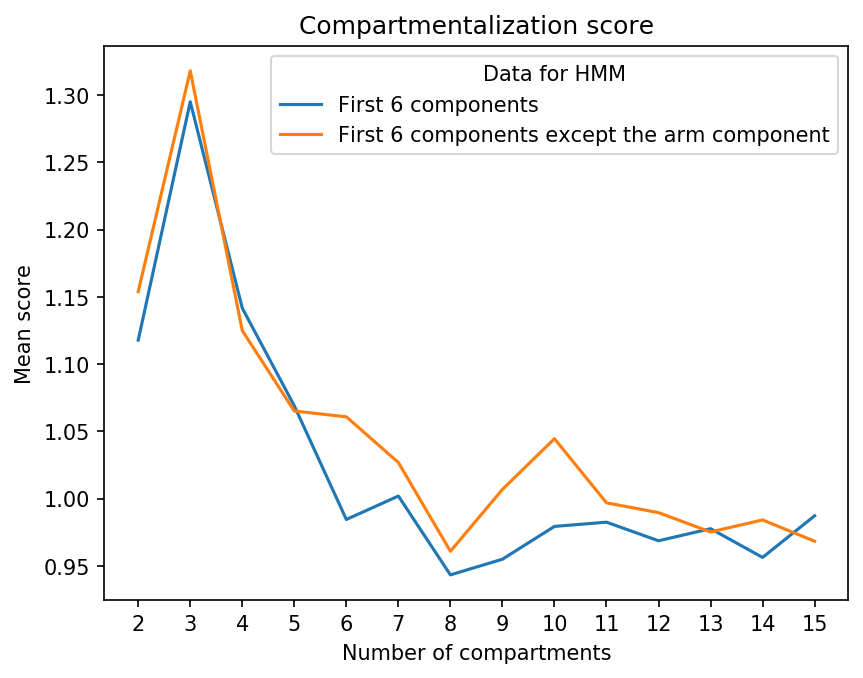 Compartmentalization score
Data for HMM
First 6 components
First 6 components except the arm component
Mean score
1.30
1.25
1.20
1.15
1.10
1.05
1.00
0.95
2 3 4 5 6 7 8 9 10 11 12 13 14 15
Number of compartments